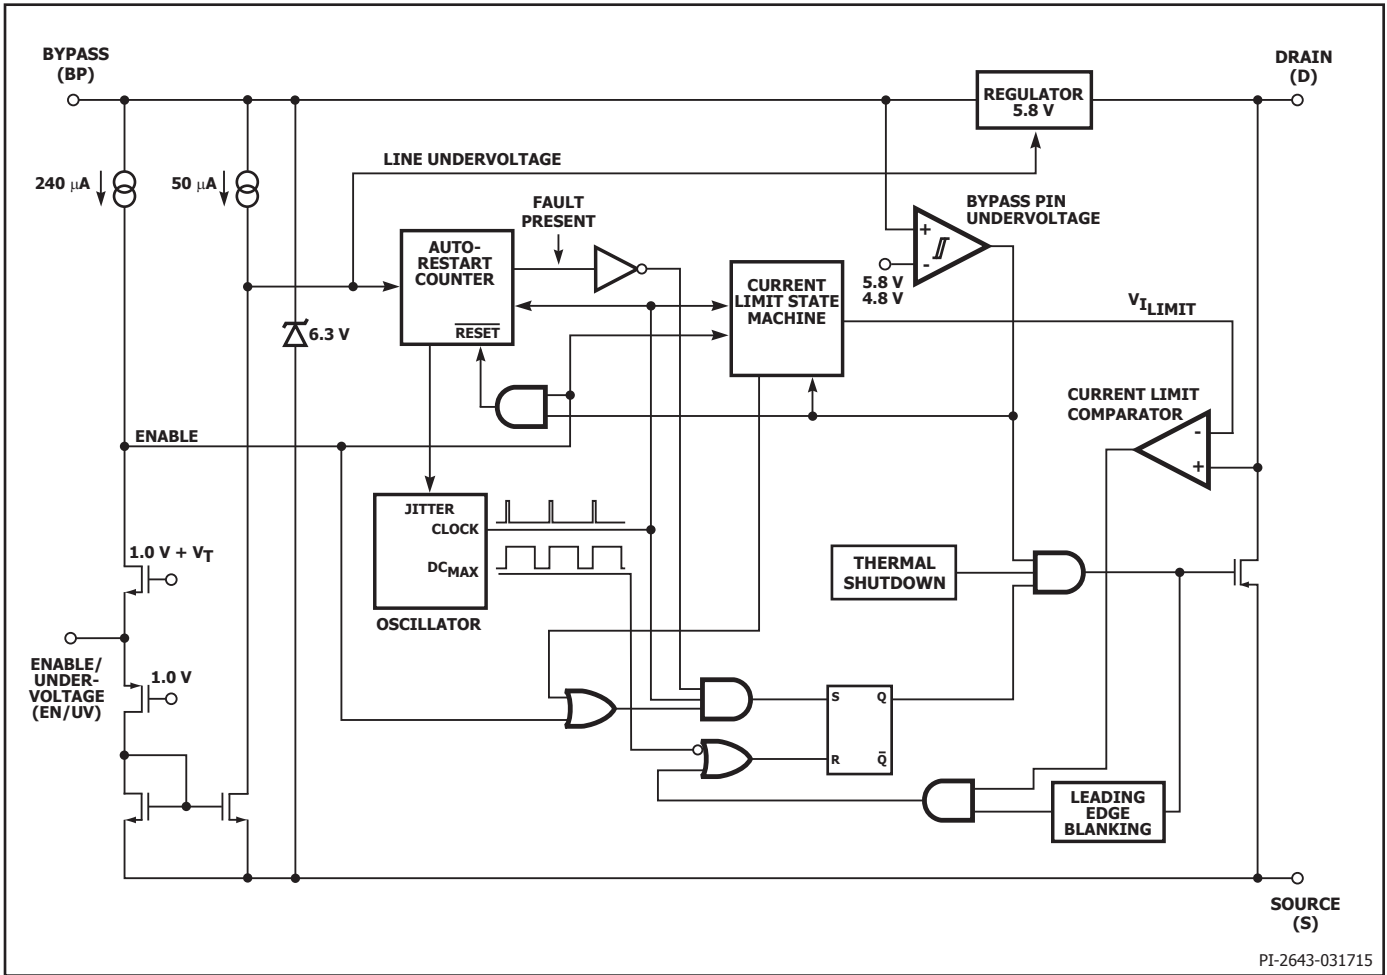 BYPASS
(BP)
DRAIN
(D)
REGULATOR
5.8 V
LINE UNDERVOLTAGE
240 μA
50 μA
FAULT
PRESENT
BYPASS PIN
UNDERVOLTAGE
AUTO-
RESTART
COUNTER
RESET
CURRENT
LIMIT STATE
MACHINE
+
-
5.8 V
4.8 V
VILIMIT
6.3 V
CURRENT LIMIT
COMPARATOR
-
+
ENABLE
JITTER
CLOCK
DCMAX
OSCILLATOR
1.0 V + VT
THERMAL
SHUTDOWN
ENABLE/
UNDER-
VOLTAGE
(EN/UV)
1.0 V
S Q
R Q̅
LEADING
EDGE
BLANKING
SOURCE
(S)
PI-2643-031715